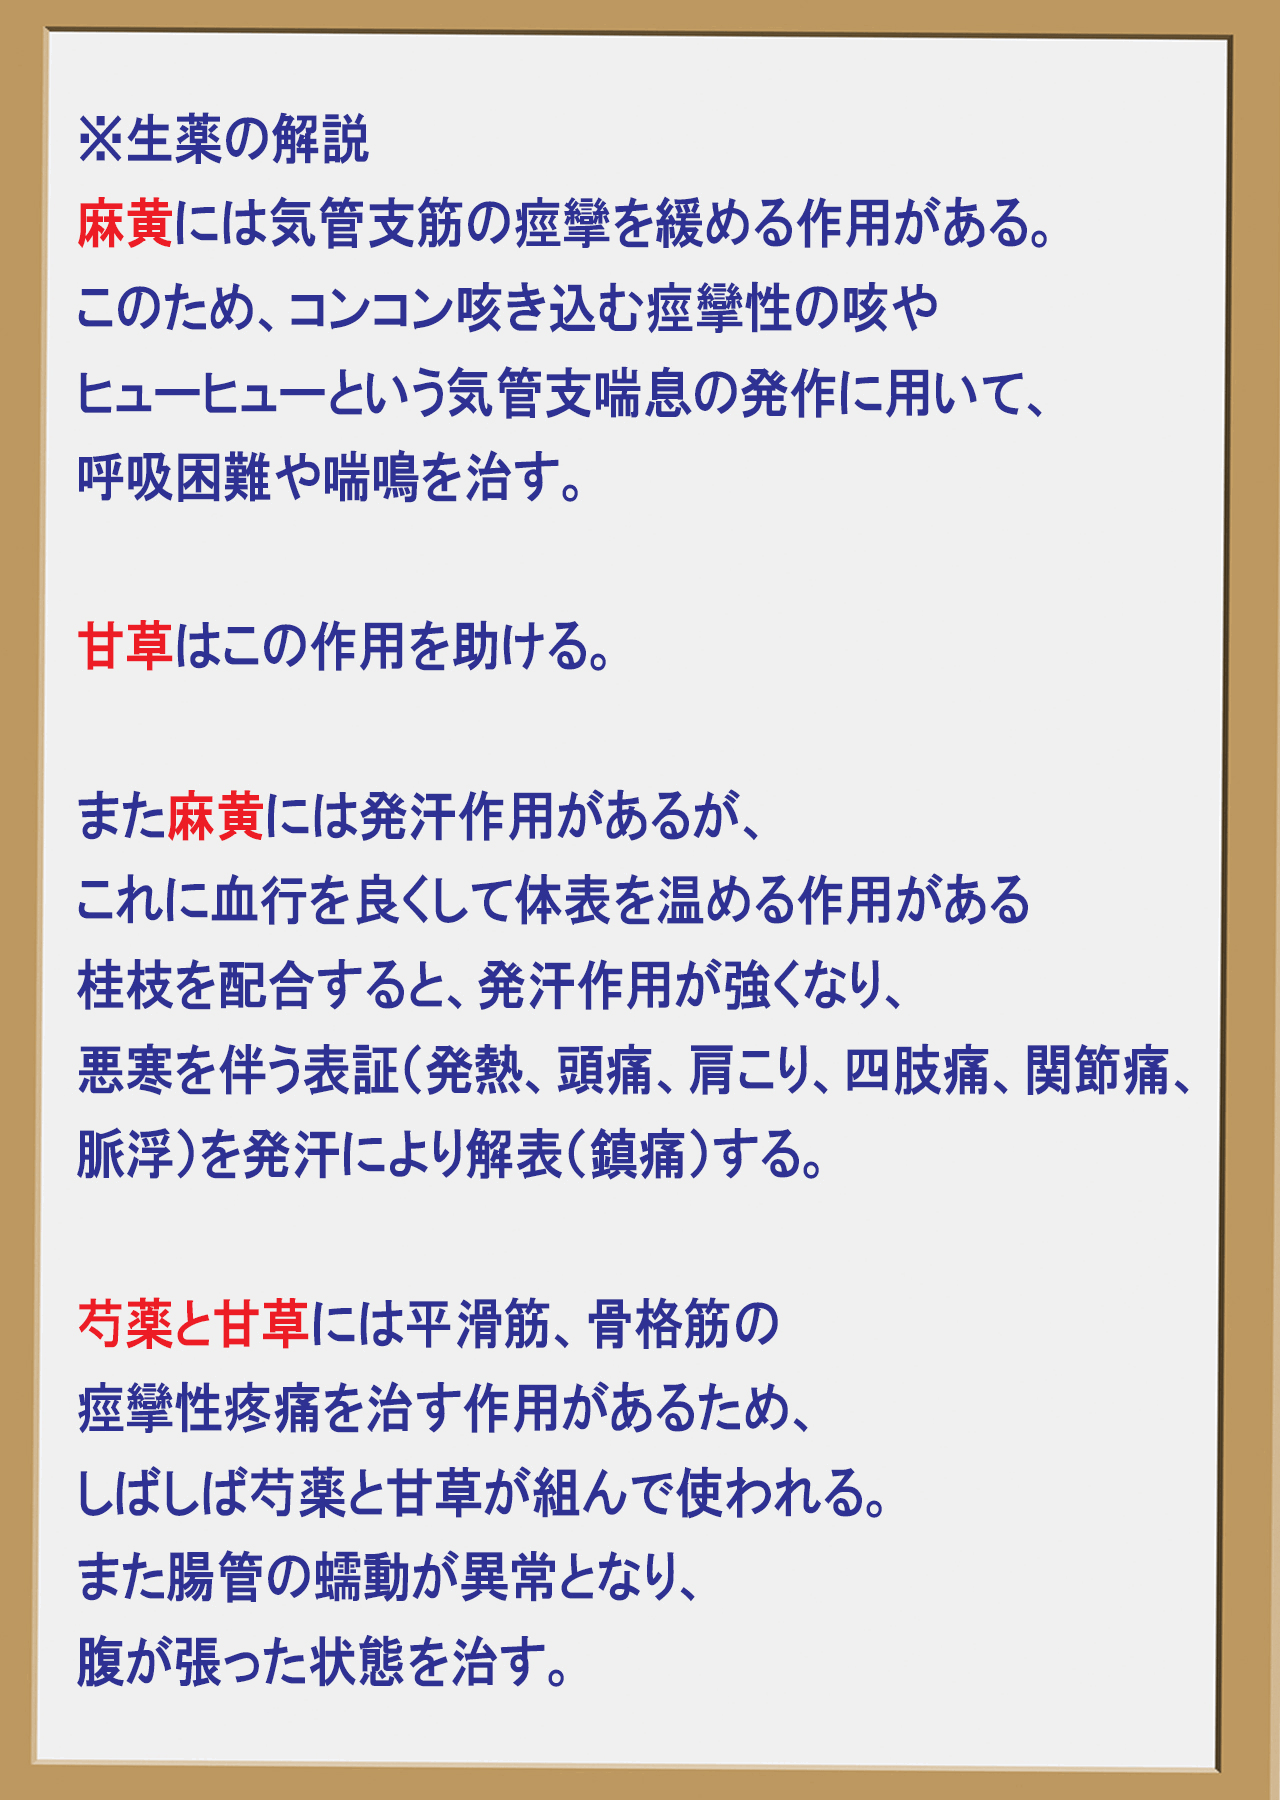 ※生薬の解説
麻黄には気管支筋の痙攣を緩める作用がある。
このため、コンコン咳き込む痙攣性の咳や
ヒューヒューという気管支喘息の発作に用いて、
呼吸困難や喘鳴を治す。
甘草はこの作用を助ける。
また麻黄には発汗作用があるが、
これに血行を良くして体表を温める作用がある
桂枝を配合すると、発汗作用が強くなり、
悪寒を伴う表証（発熱、頭痛、肩こり、四肢痛、関節痛、
脈浮）を発汗により解表（鎮痛）する。
芍薬と甘草には平滑筋、骨格筋の
痙攣性疼痛を治す作用があるため、
しばしば芍薬と甘草が組んで使われる。
また腸管の蠕動が異常となり、
腹が張った状態を治す。